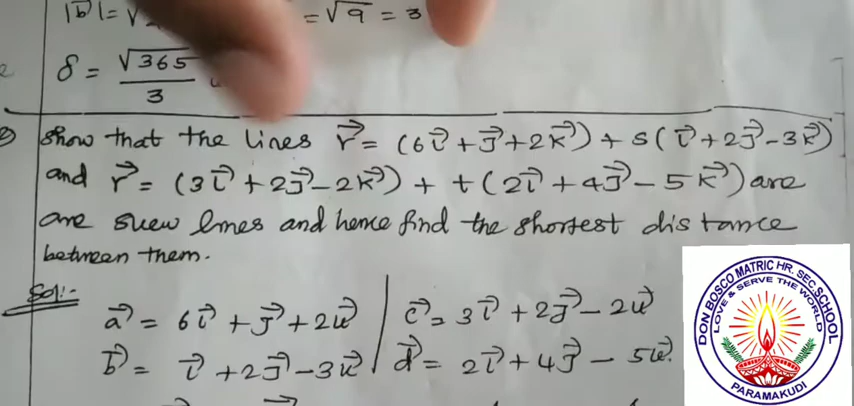 |b⃗| = √ = √9 = 3
δ = √365/3
Show that the lines r⃗ = (6i⃗ + j⃗ + 2k⃗) + s(i⃗ + 2j⃗ - 3k⃗)
and r⃗ = (3i⃗ + 2j⃗ - 2k⃗) + t(2i⃗ + 4j⃗ - 5k⃗) are
are skew lines and hence find the shortest distance
between them.
Sol:-
a⃗ = 6i⃗ + j⃗ + 2k⃗ | c⃗ = 3i⃗ + 2j⃗ - 2k⃗
b⃗ = i⃗ + 2j⃗ - 3k⃗ | d⃗ = 2i⃗ + 4j⃗ - 5k⃗.
DON BOSCO MATRIC HR. SEC. SCHOOL
LOVE & SERVE THE WORLD
PARAMAKUDI